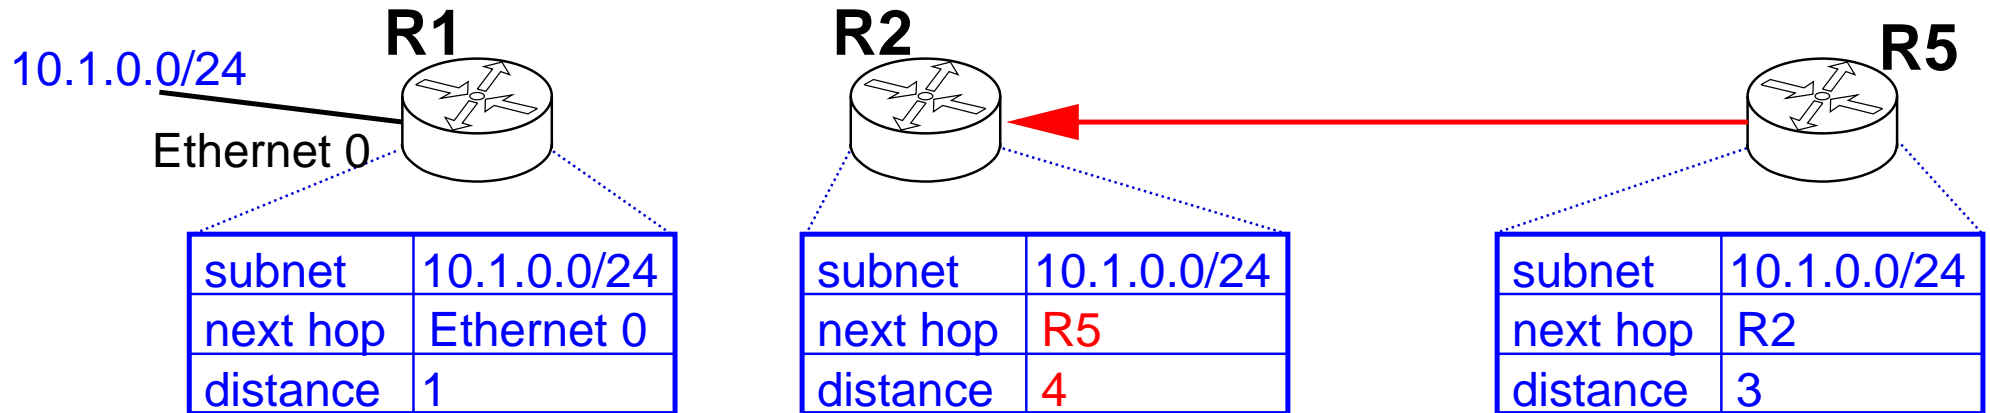 R1
R2
R5
10.1.0.0/24
Ethernet 0
subnet 10.1.0.0/24
next hop Ethernet 0
distance 1
subnet 10.1.0.0/24
next hop R5
distance 4
subnet 10.1.0.0/24
next hop R2
distance 3